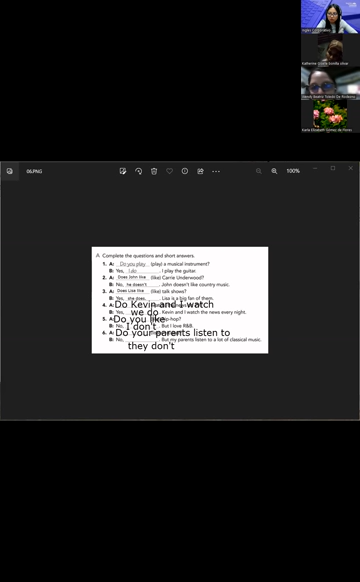 Inglés Corporativo
06.PNG
100%
A Complete the questions and short answers.
1. A: Do you play (play) a musical instrument?
B: Yes, I do . I play the guitar.
2. A: Does John like (like) Carrie Underwood?
B: No, he doesn't . John doesn't like country music.
3. A: Does Lisa like (like) talk shows?
B: Yes, she does . Lisa is a big fan of them.
4. A: Do Kevin and I watch
B: Yes, we do . Kevin and I watch the news every night.
5. A: Do you like hip-hop?
B: No, I don't . But I love R&B.
6. A: Do your parents listen to
B: No, they don't . But my parents listen to a lot of classical music.